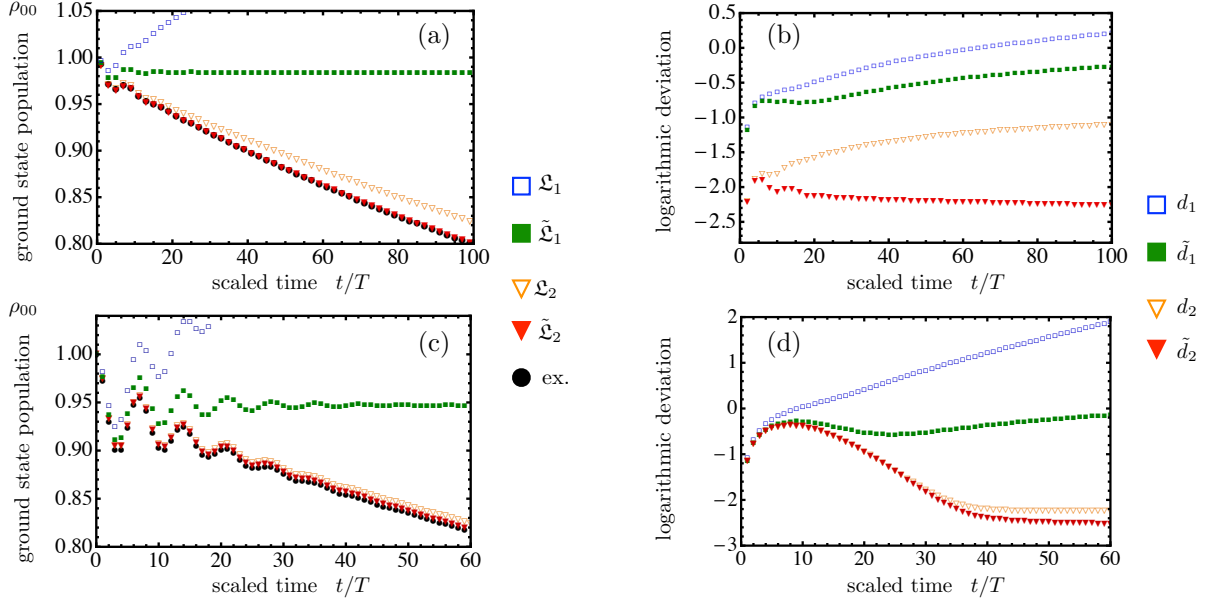 ρ₀₀
(a)
1.05
1.00
0.95
0.90
0.85
0.80
ground state population
0 20 40 60 80 100
scaled time t/T
(b)
0.5
0.0
−0.5
−1.0
−1.5
−2.0
−2.5
logarithmic deviation
0 20 40 60 80 100
scaled time t/T
𝔏₁
𝔏̃₁
𝔏₂
𝔏̃₂
ex.
d₁
d̃₁
d₂
d̃₂
ρ₀₀
(c)
1.00
0.95
0.90
0.85
0.80
ground state population
0 10 20 30 40 50 60
scaled time t/T
(d)
2
1
0
−1
−2
−3
logarithmic deviation
0 10 20 30 40 50 60
scaled time t/T